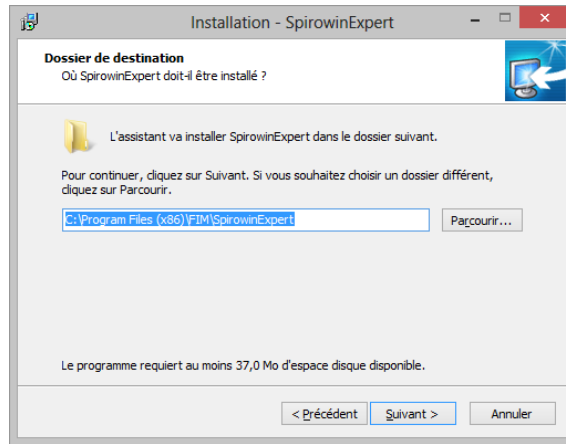 Installation - SpirowinExpert
Dossier de destination
Où SpirowinExpert doit-il être installé ?
L'assistant va installer SpirowinExpert dans le dossier suivant.
Pour continuer, cliquez sur Suivant. Si vous souhaitez choisir un dossier différent,
cliquez sur Parcourir.
C:\Program Files (x86)\FIM\SpirowinExpert
Parcourir...
Le programme requiert au moins 37,0 Mo d'espace disque disponible.
< Précédent
Suivant >
Annuler